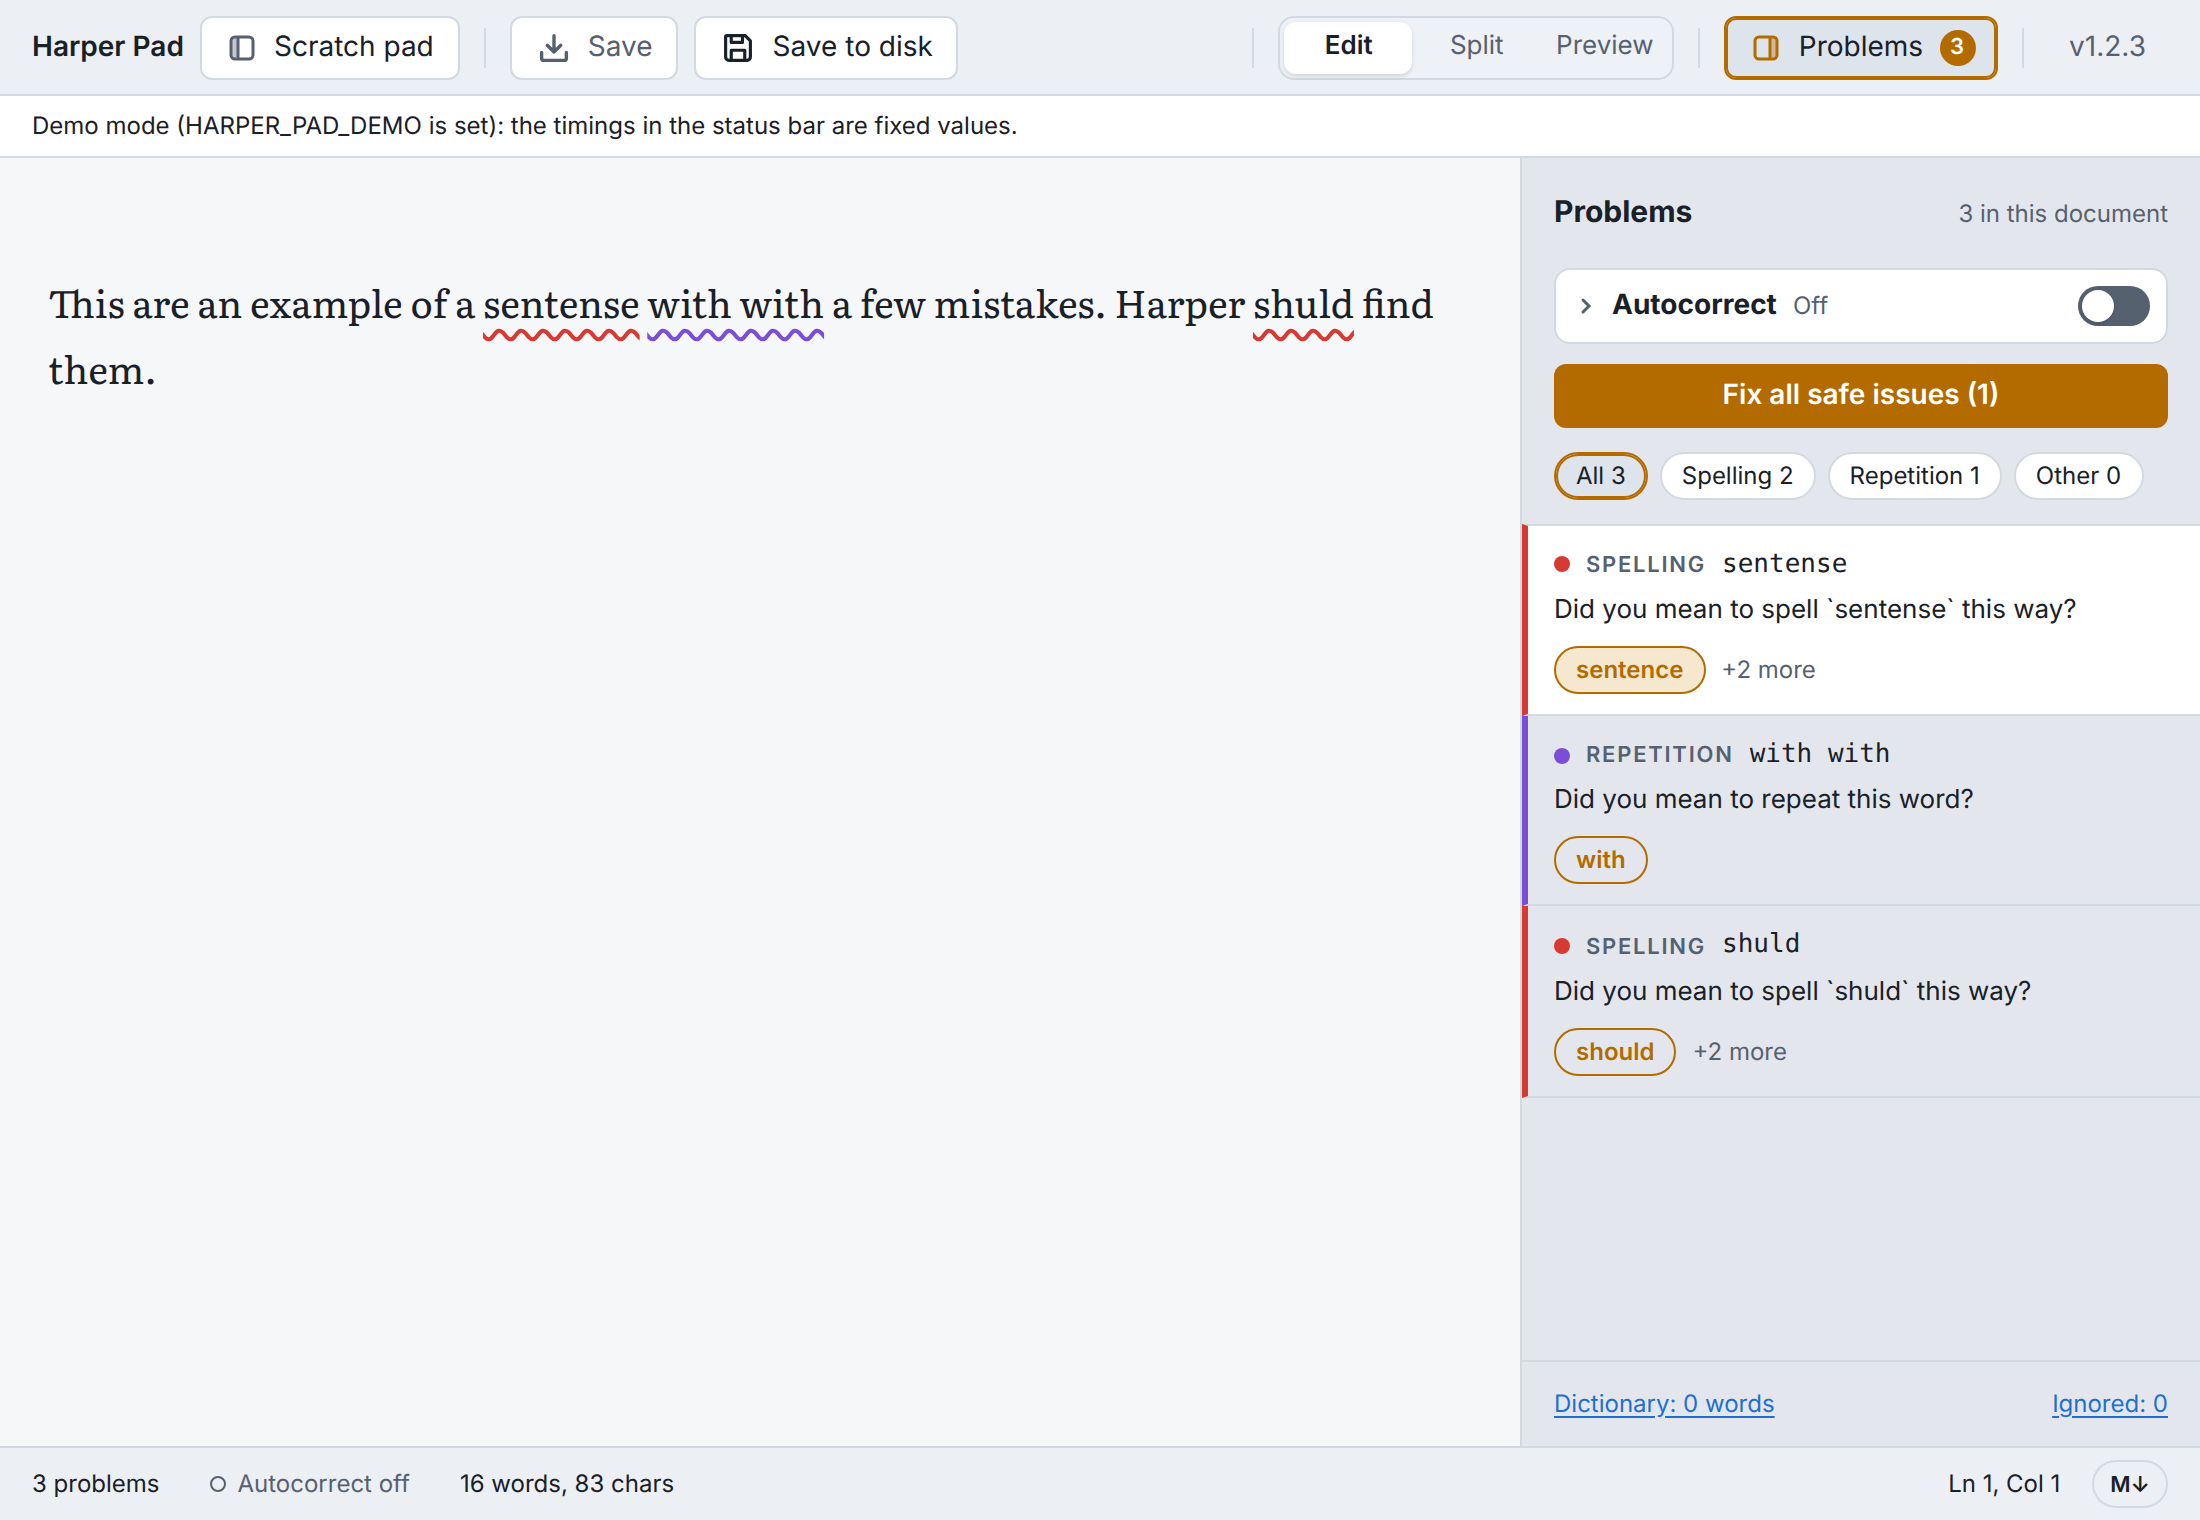 Harper Pad Scratch pad Save Save to disk Edit Split Preview Problems 3 v1.2.3
Demo mode (HARPER_PAD_DEMO is set): the timings in the status bar are fixed values.
This are an example of a sentense with with a few mistakes. Harper shuld find
them.
Problems 3 in this document
Autocorrect Off
Fix all safe issues (1)
All 3 Spelling 2 Repetition 1 Other 0
SPELLING sentense
Did you mean to spell `sentense` this way?
sentence +2 more
REPETITION with with
Did you mean to repeat this word?
with
SPELLING shuld
Did you mean to spell `shuld` this way?
should +2 more
Dictionary: 0 words Ignored: 0
3 problems Autocorrect off 16 words, 83 chars Ln 1, Col 1 M↓